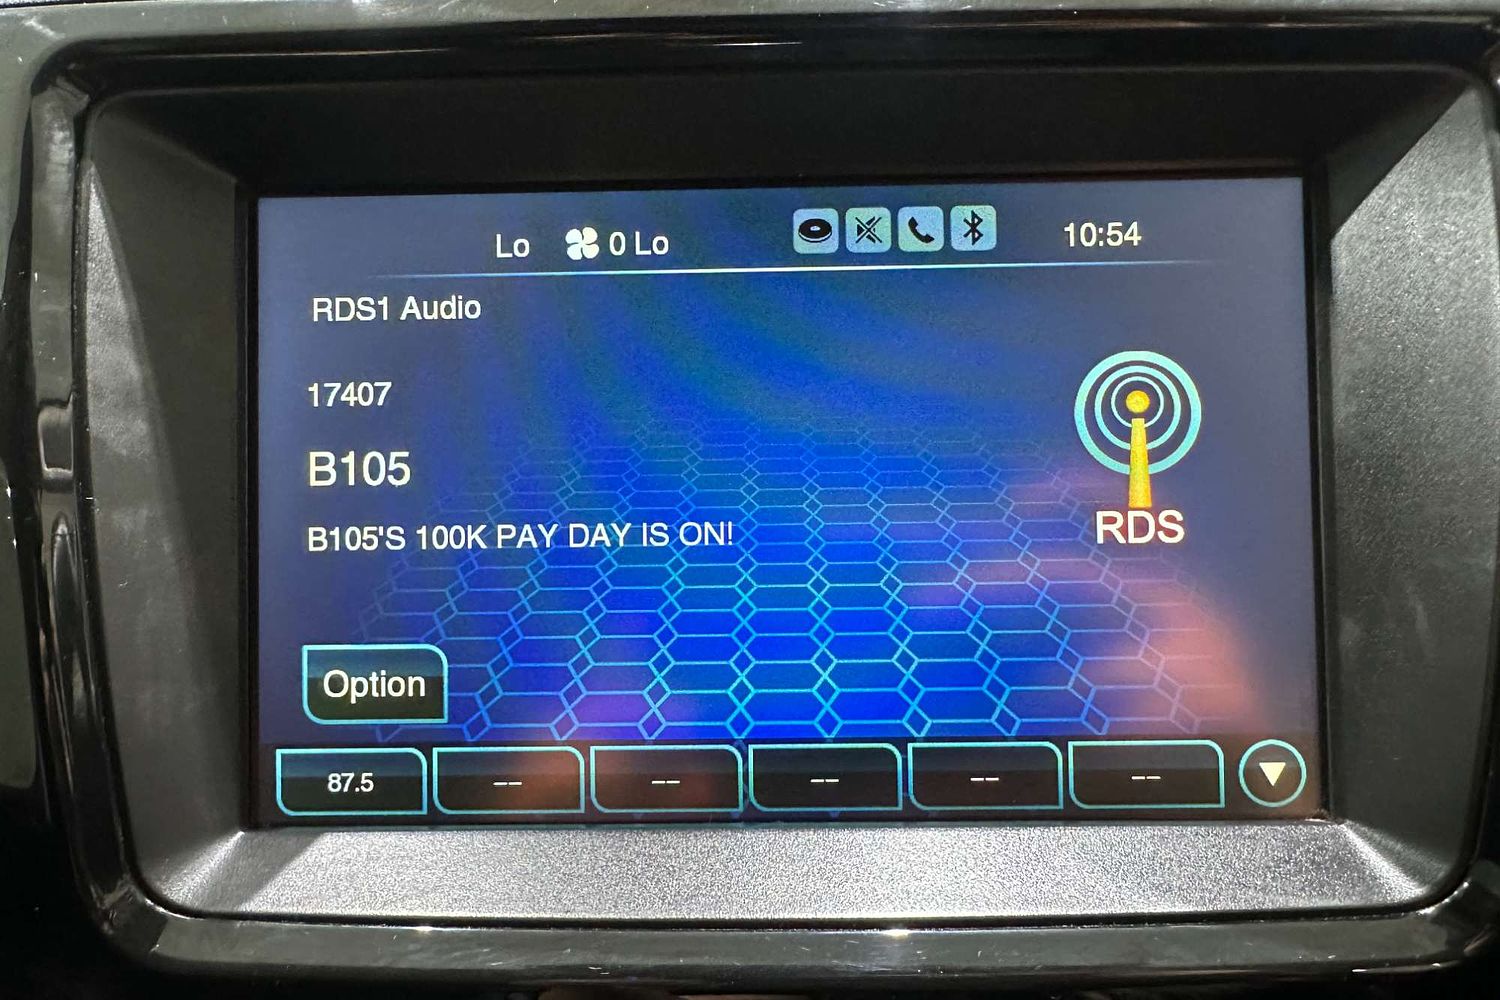 Lo 0 Lo 10:54
RDS1 Audio
17407
B105
B105'S 100K PAY DAY IS ON!
RDS
Option
87.5 -- -- -- -- --